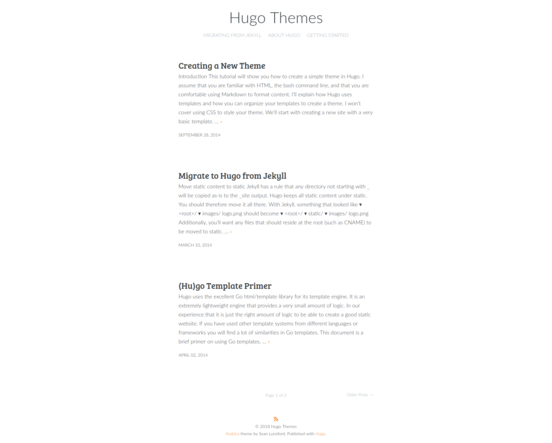 Hugo Themes
MIGRATING FROM JEKYLL ABOUT HUGO GETTING STARTED
Creating a New Theme
Introduction This tutorial will show you how to create a simple theme in Hugo. I
assume that you are familiar with HTML, the bash command line, and that you are
comfortable using Markdown to format content. I'll explain how Hugo uses
templates and how you can organize your templates to create a theme. I won't
cover using CSS to style your theme. We'll start with creating a new site with a very
basic template. ... »
SEPTEMBER 28, 2014
Migrate to Hugo from Jekyll
Move static content to static Jekyll has a rule that any directory not starting with _
will be copied as-is to the _site output. Hugo keeps all static content under static.
You should therefore move it all there. With Jekyll, something that looked like ▾
<root>/ ▾ images/ logo.png should become ▾ <root>/ ▾ static/ ▾ images/ logo.png
Additionally, you'll want any files that should reside at the root (such as CNAME) to
be moved to static. ... »
MARCH 10, 2014
(Hu)go Template Primer
Hugo uses the excellent Go html/template library for its template engine. It is an
extremely lightweight engine that provides a very small amount of logic. In our
experience that it is just the right amount of logic to be able to create a good static
website. If you have used other template systems from different languages or
frameworks you will find a lot of similarities in Go templates. This document is a
brief primer on using Go templates. ... »
APRIL 02, 2014
Page 1 of 2 Older Posts →
© 2018 Hugo Themes
theme by Sean Lunsford. Published with Hugo.